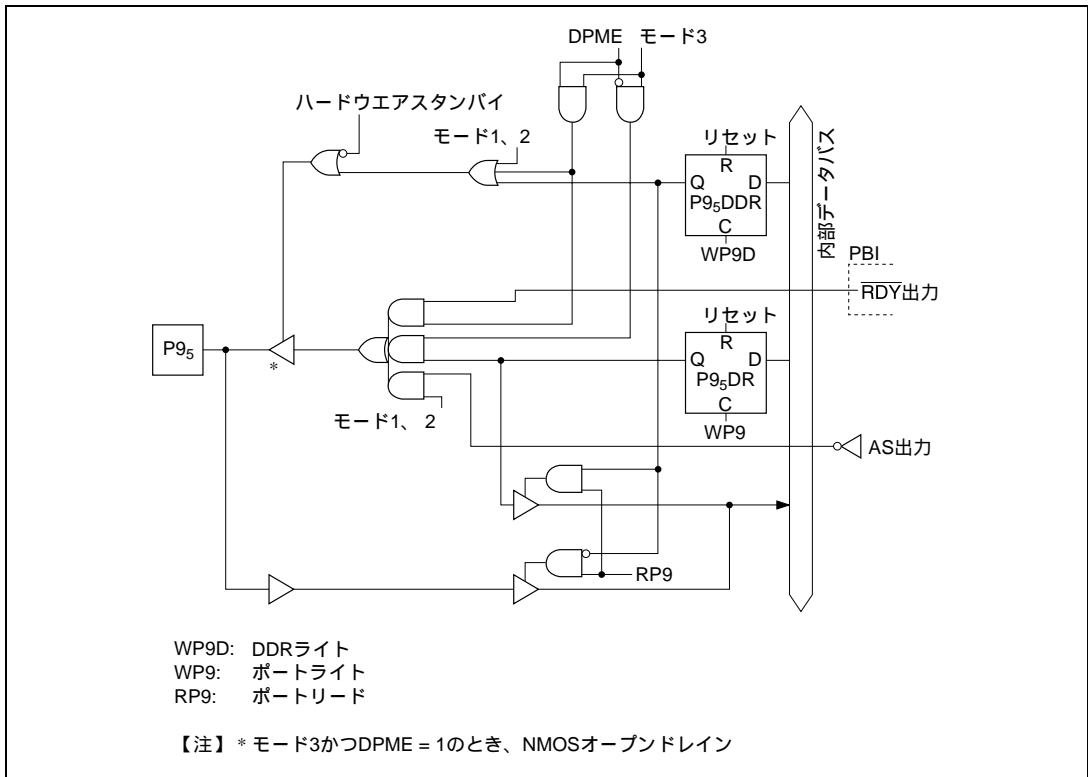 DPME モード3
ハードウエアスタンバイ
モード1、2
リセット
R
Q D
P9₅DDR
C
WP9D
内部データバス
PBI
R̅D̅Y̅出力
リセット
R
Q D
P9₅DR
C
WP9
P9₅
*
モード1、2
AS出力
RP9
WP9D: DDRライト
WP9: ポートライト
RP9: ポートリード
【注】* モード3かつDPME = 1のとき、NMOSオープンドレイン